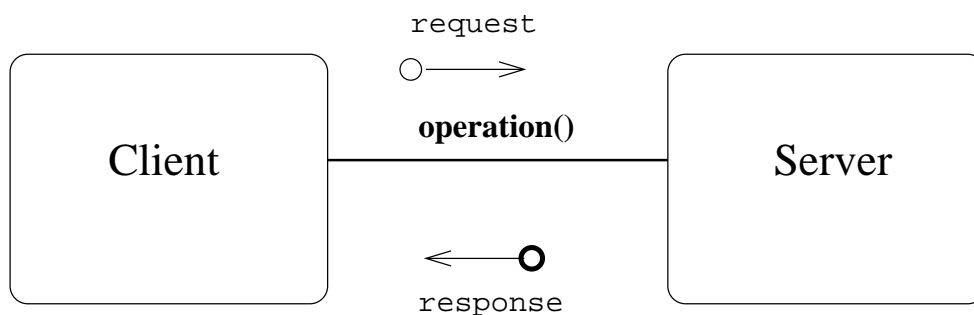 request
operation()
Client
Server
response